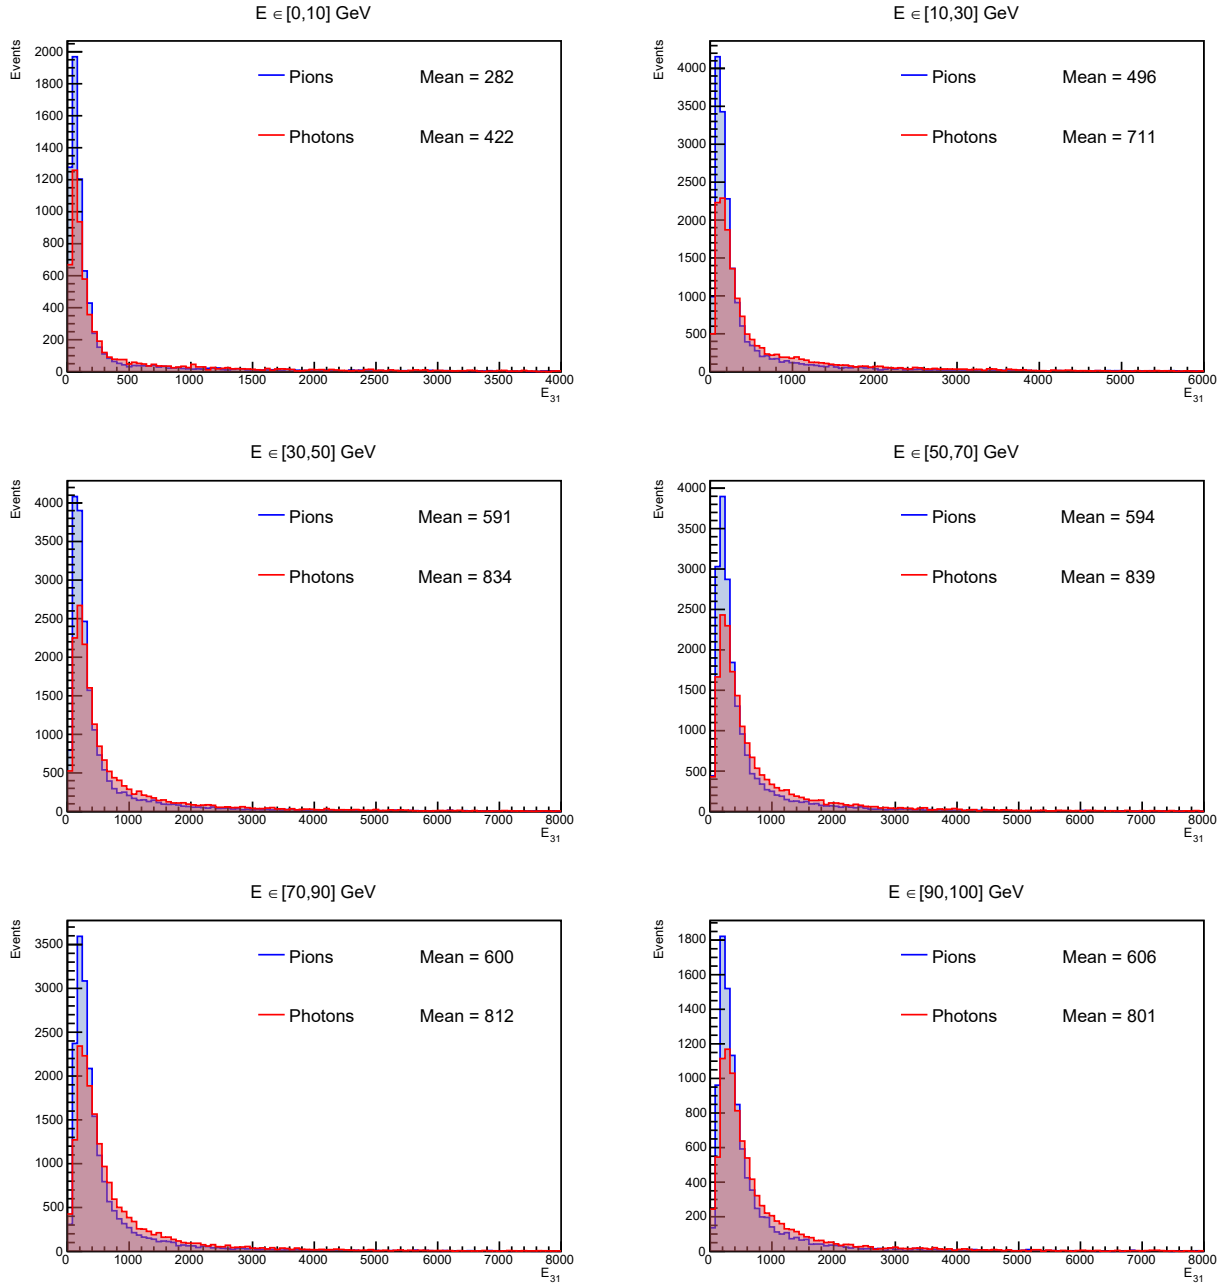 E ∈ [0,10] GeV
Events
2000
1800
1600
1400
1200
1000
800
600
400
200
0
Pions Mean = 282
Photons Mean = 422
0 500 1000 1500 2000 2500 3000 3500 4000
E31
E ∈ [10,30] GeV
Events
4000
3500
3000
2500
2000
1500
1000
500
0
Pions Mean = 496
Photons Mean = 711
0 1000 2000 3000 4000 5000 6000
E31
E ∈ [30,50] GeV
Events
4000
3500
3000
2500
2000
1500
1000
500
0
Pions Mean = 591
Photons Mean = 834
0 1000 2000 3000 4000 5000 6000 7000 8000
E31
E ∈ [50,70] GeV
Events
4000
3500
3000
2500
2000
1500
1000
500
0
Pions Mean = 594
Photons Mean = 839
0 1000 2000 3000 4000 5000 6000 7000 8000
E31
E ∈ [70,90] GeV
Events
3500
3000
2500
2000
1500
1000
500
0
Pions Mean = 600
Photons Mean = 812
0 1000 2000 3000 4000 5000 6000 7000 8000
E31
E ∈ [90,100] GeV
Events
1800
1600
1400
1200
1000
800
600
400
200
0
Pions Mean = 606
Photons Mean = 801
0 1000 2000 3000 4000 5000 6000 7000 8000
E31